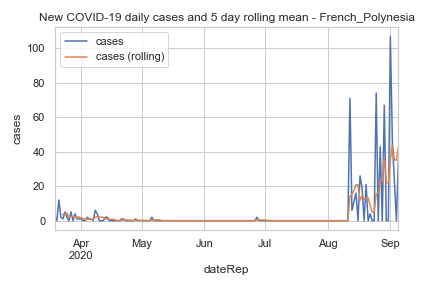 New COVID-19 daily cases and 5 day rolling mean - French_Polynesia
cases
cases (rolling)
100
80
60
40
20
0
cases
Apr
2020
May
Jun
Jul
Aug
Sep
dateRep